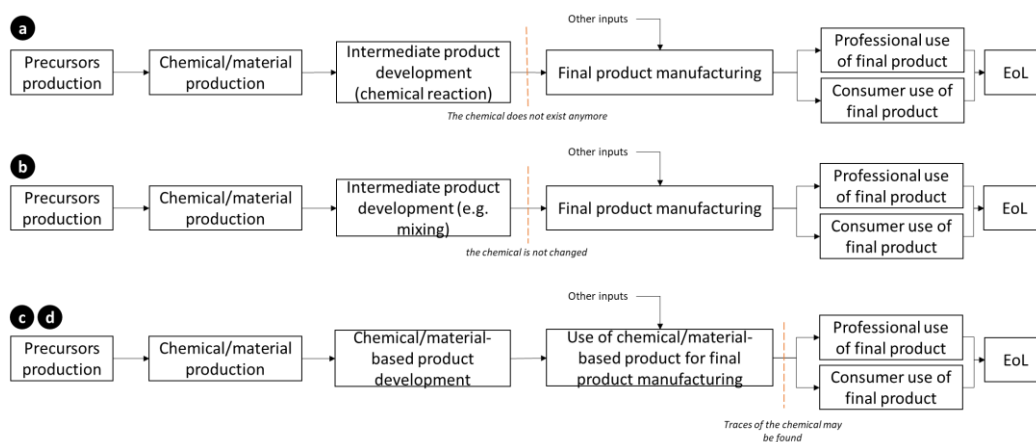 a
Other inputs
Precursors
production
Chemical/material
production
Intermediate product
development
(chemical reaction)
Final product manufacturing
Professional use
of final product
Consumer use of
final product
EoL
The chemical does not exist anymore
b
Other inputs
Precursors
production
Chemical/material
production
Intermediate product
development (e.g.
mixing)
Final product manufacturing
Professional use
of final product
Consumer use of
final product
EoL
the chemical is not changed
c d
Other inputs
Precursors
production
Chemical/material
production
Chemical/material-
based product
development
Use of chemical/material-
based product for final
product manufacturing
Professional use
of final product
Consumer use of
final product
EoL
Traces of the chemical may
be found